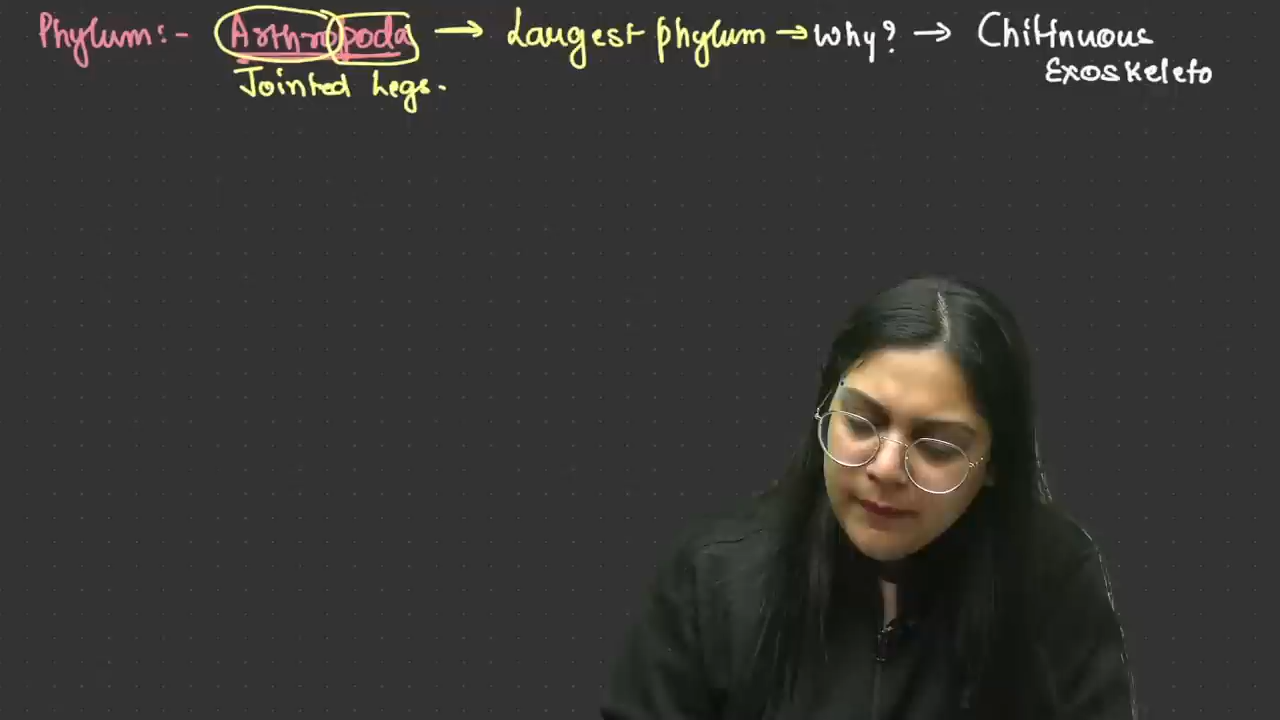 Phylum:- Arthropoda → Largest phylum → Why? → Chitinuous
Jointed Legs. Exoskeleto